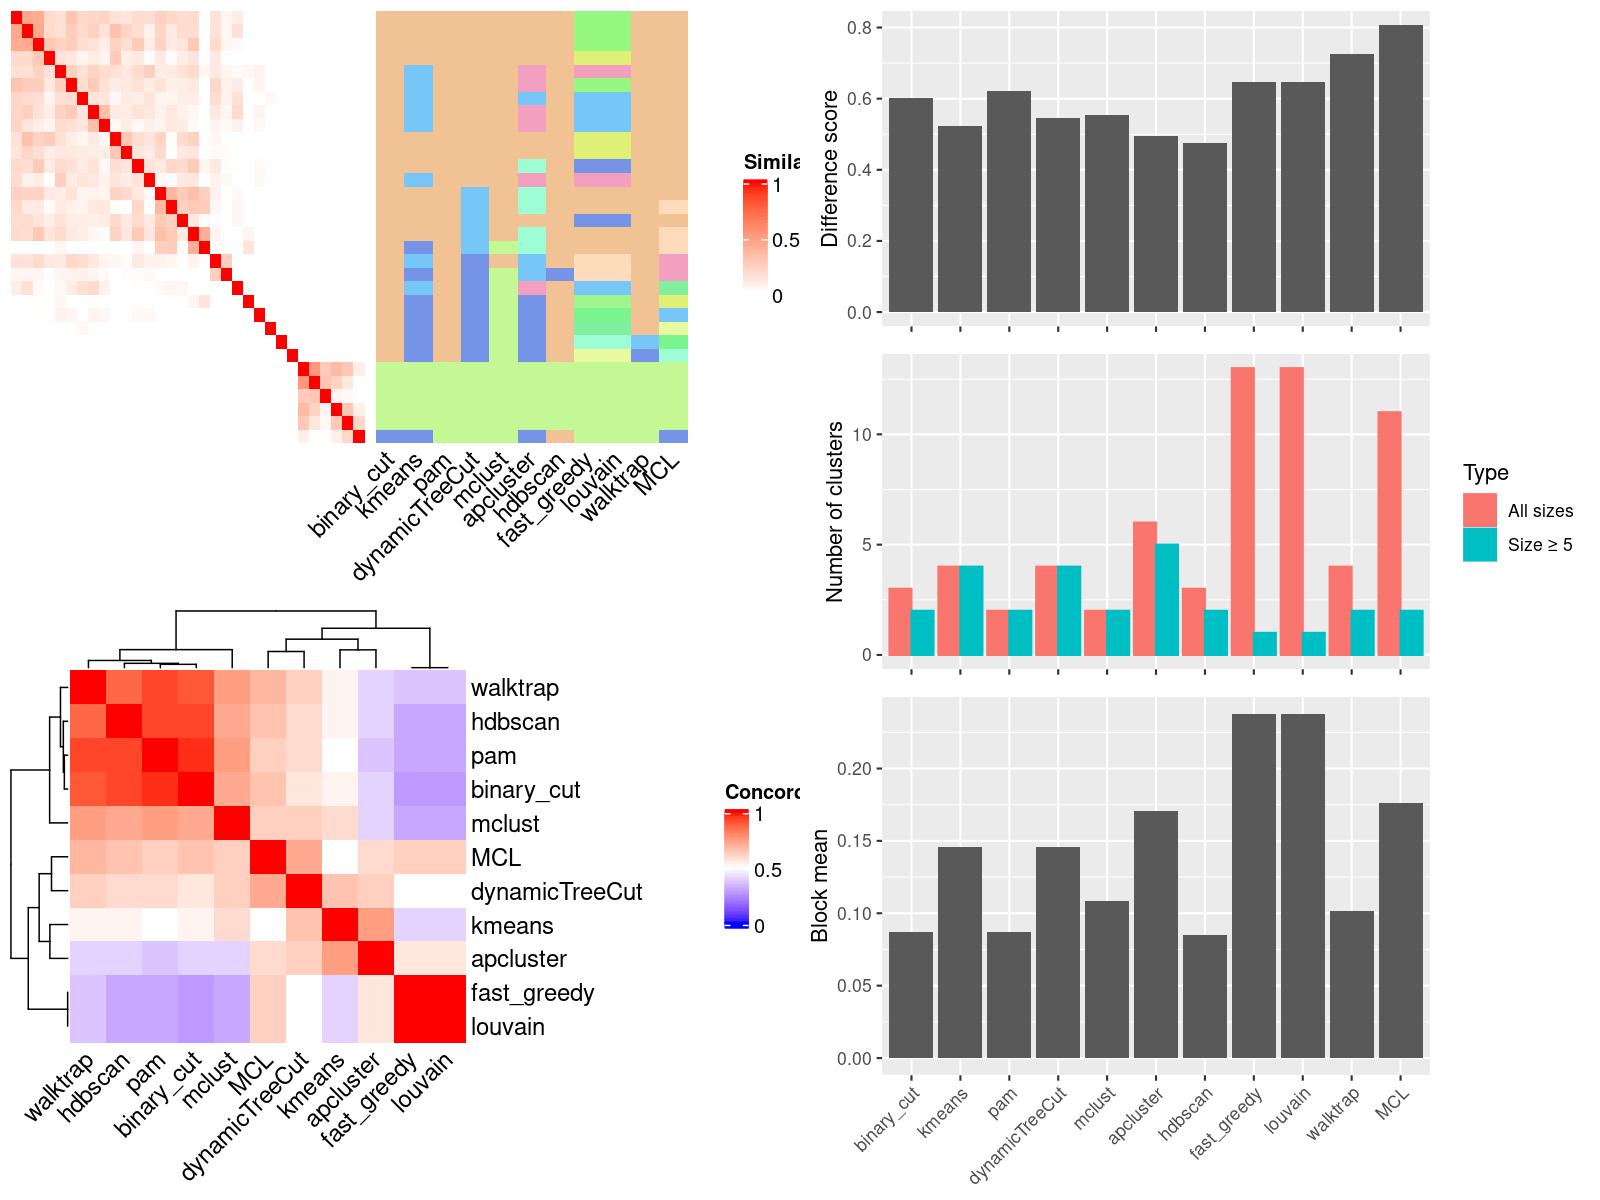 Simila
1
0.5
0
binary_cut
kmeans
pam
dynamicTreeCut
mclust
apcluster
hdbscan
fast_greedy
louvain
walktrap
MCL
walktrap
hdbscan
pam
binary_cut
mclust
MCL
dynamicTreeCut
kmeans
apcluster
fast_greedy
louvain
Concord
1
0.5
0
walktrap
hdbscan
pam
binary_cut
mclust
MCL
dynamicTreeCut
kmeans
apcluster
fast_greedy
louvain
Difference score
0.8
0.6
0.4
0.2
0.0
Number of clusters
10
5
0
Type
All sizes
Size ≥ 5
Block mean
0.20
0.15
0.10
0.05
0.00
binary_cut
kmeans
pam
dynamicTreeCut
mclust
apcluster
hdbscan
fast_greedy
louvain
walktrap
MCL